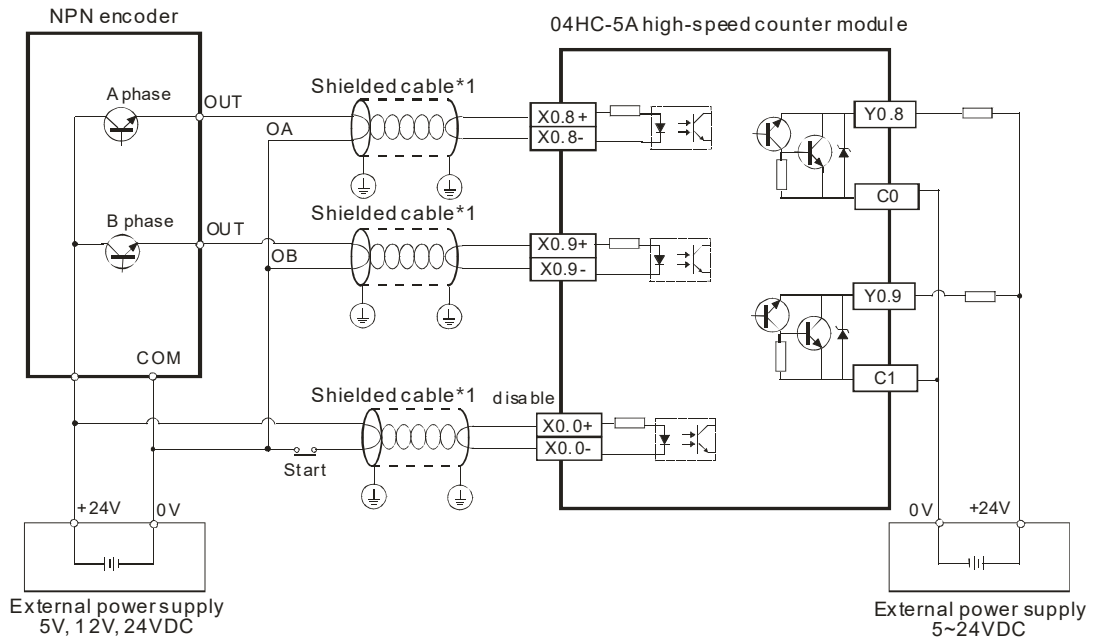 NPN encoder
04HC-5A high-speed counter module
A phase
OUT
OA
Shielded cable*1
X0.8+
X0.8-
Y0.8
C0
B phase
OUT
OB
Shielded cable*1
X0.9+
X0.9-
Y0.9
C1
COM
Shielded cable*1
disable
X0.0+
X0.0-
Start
+24V
0V
0V
+24V
External power supply
5V, 12V, 24VDC
External power supply
5~24VDC